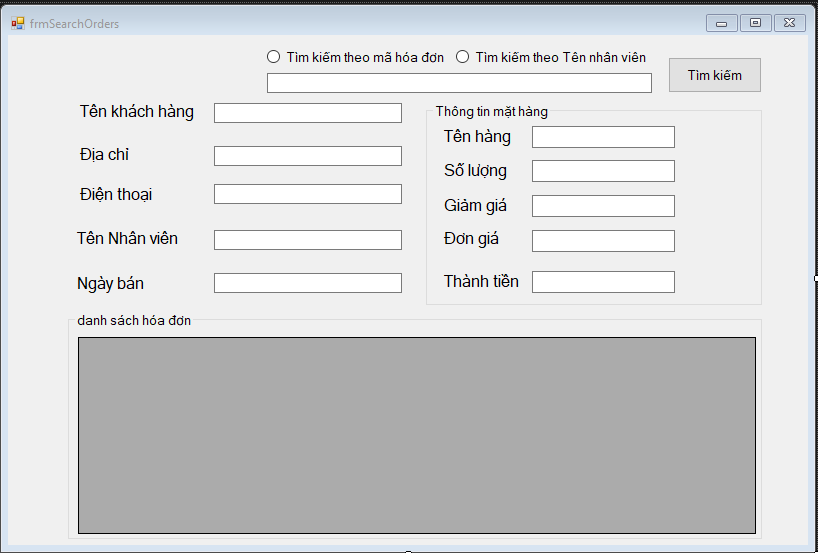 frmSearchOrders
Tìm kiếm theo mã hóa đơn
Tìm kiếm theo Tên nhân viên
Tìm kiếm
Tên khách hàng
Địa chỉ
Điện thoại
Tên Nhân viên
Ngày bán
Thông tin mặt hàng
Tên hàng
Số lượng
Giảm giá
Đơn giá
Thành tiền
danh sách hóa đơn